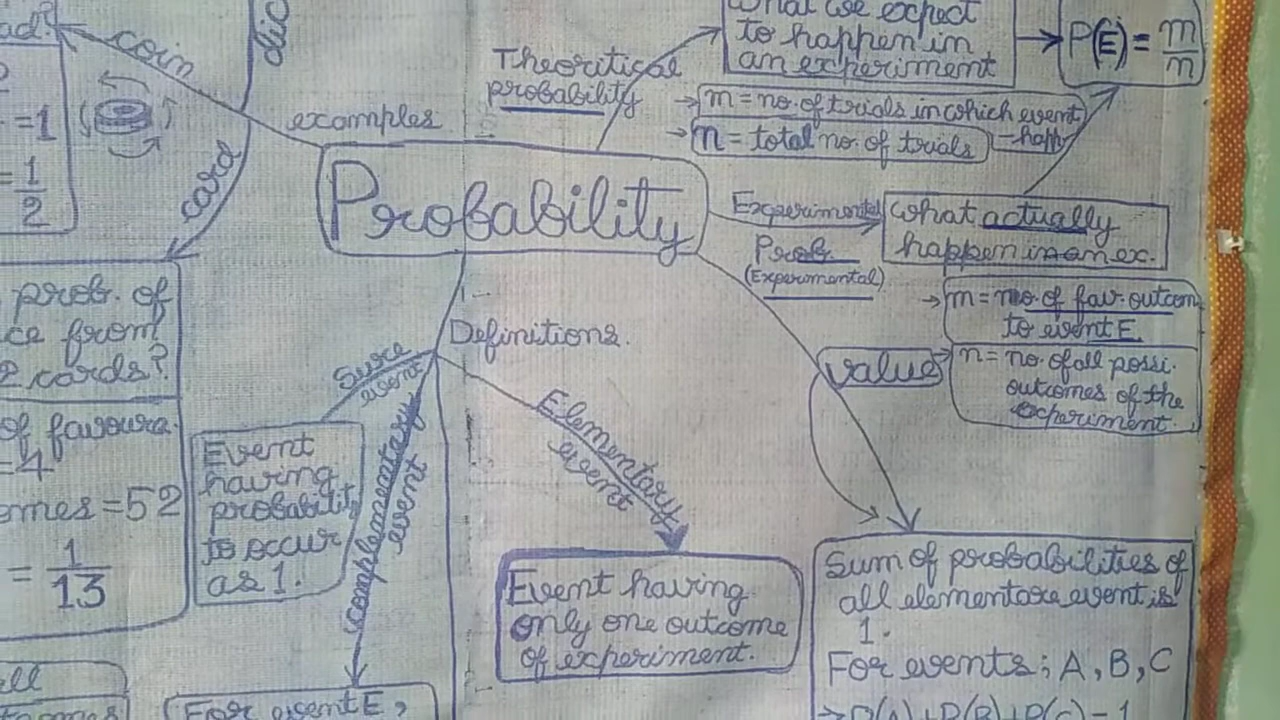 coin
=1
=1/2
card
examples
Theoritical
probability
What we expect
to happen in
an experiment
P(E) = m/n
m = no. of trials in which event
happ
n = total no. of trials
Probability
Experimental
Prob.
(Experimental)
What actually
happen in an ex.
m = no of fav. outcom
to event E.
value
n = no. of all possi.
outcomes of the
experiment.
prob. of
ce from
2 cards?
of favoura.
=4
omes =52
= 1/13
Definitions.
Sure
event
Event
having
probabilit
to occur
as 1.
complementary
event
For event E,
Elementary
event
Event having
only one outcome
of experiment.
Sum of probabilities of
all elementare event is
1.
For events; A, B, C
→P(A)+P(B)+P(C)=1